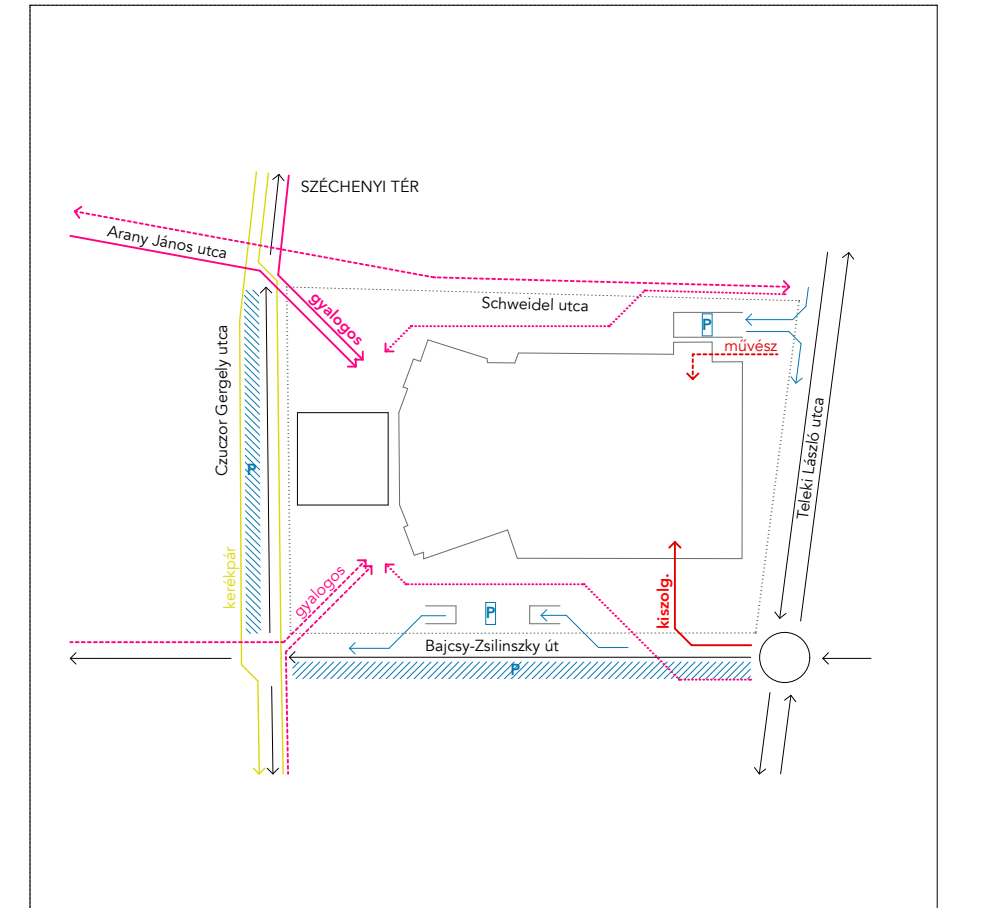 SZÉCHENYI TÉR
Arany János utca
gyalogos
Schweidel utca
P
művész
Czuczor Gergely utca
P
Teleki László utca
kerékpár
gyalogos
kiszolg.
P
Bajcsy-Zsilinszky út
P